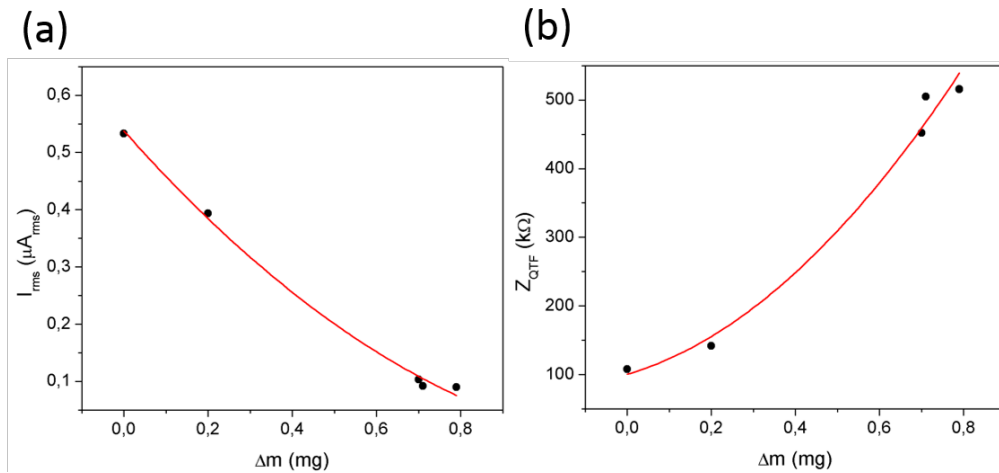 (a)
(b)
0,6
0,5
0,4
0,3
0,2
0,1
I_rms (μA_rms)
0,0 0,2 0,4 0,6 0,8
Δm (mg)
500
400
300
200
100
Z_QTF (kΩ)
0,0 0,2 0,4 0,6 0,8
Δm (mg)